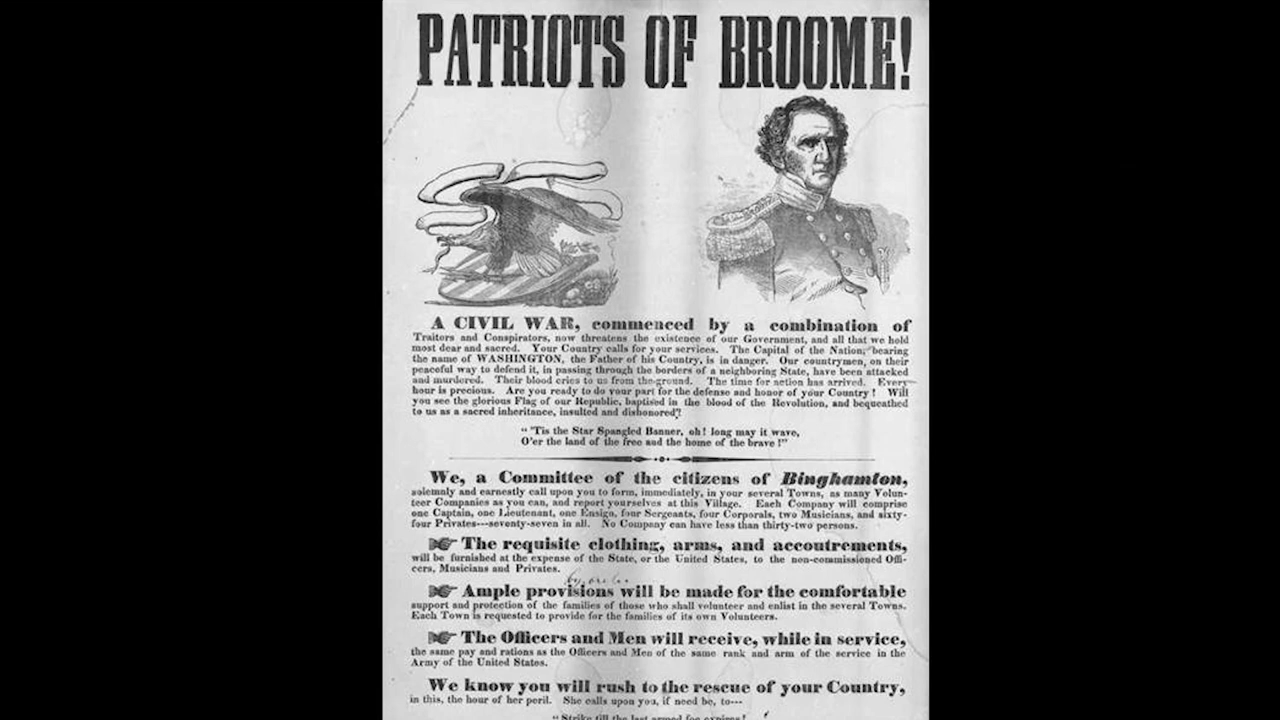 PATRIOTS OF BROOME!
A CIVIL WAR, commenced by a combination of
Traitors and Conspirators, now threatens the existence of our Government, and all that we hold
most dear and sacred. Your Country calls for your services. The Capital of the Nation, bearing
the name of WASHINGTON, the Father of his Country, is in danger. Our countrymen, on their
peaceful way to defend it, in passing through the borders of a neighboring State, have been attacked
and murdered. Their blood cries to us from the ground. The time for action has arrived. Every
hour is precious. Are you ready to do your part for the defense and honor of your Country? Will
you see the glorious Flag of our Republic, baptised in the blood of the Revolution, and bequeathed
to us as a sacred inheritance, insulted and dishonored?
"'Tis the Star Spangled Banner, oh! long may it wave,
O'er the land of the free and the home of the brave!"
We, a Committee of the citizens of Binghamton,
solemnly and earnestly call upon you to form, immediately, in your several Towns, as many Volun-
teer Companies as you can, and report yourselves at this Village. Each Company will comprise
one Captain, one Lieutenant, one Ensign, four Sergeants, four Corporals, two Musicians, and sixty-
four Privates---seventy-seven in all. No Company can have less than thirty-two persons.
The requisite clothing, arms, and accoutrements,
will be furnished at the expense of the State, or the United States, to the non-commissioned Offi-
cers, Musicians and Privates.
Ample provisions will be made for the comfortable
support and protection of the families of those who shall volunteer and enlist in the several Towns.
Each Town is requested to provide for the families of its own Volunteers.
The Officers and Men will receive, while in service,
the same pay and rations as the Officers and Men of the same rank and arm of the service in the
Army of the United States.
We know you will rush to the rescue of your Country,
in this, the hour of her peril. She calls upon you, if need be, to---
"Strike till the last armed foe expires!